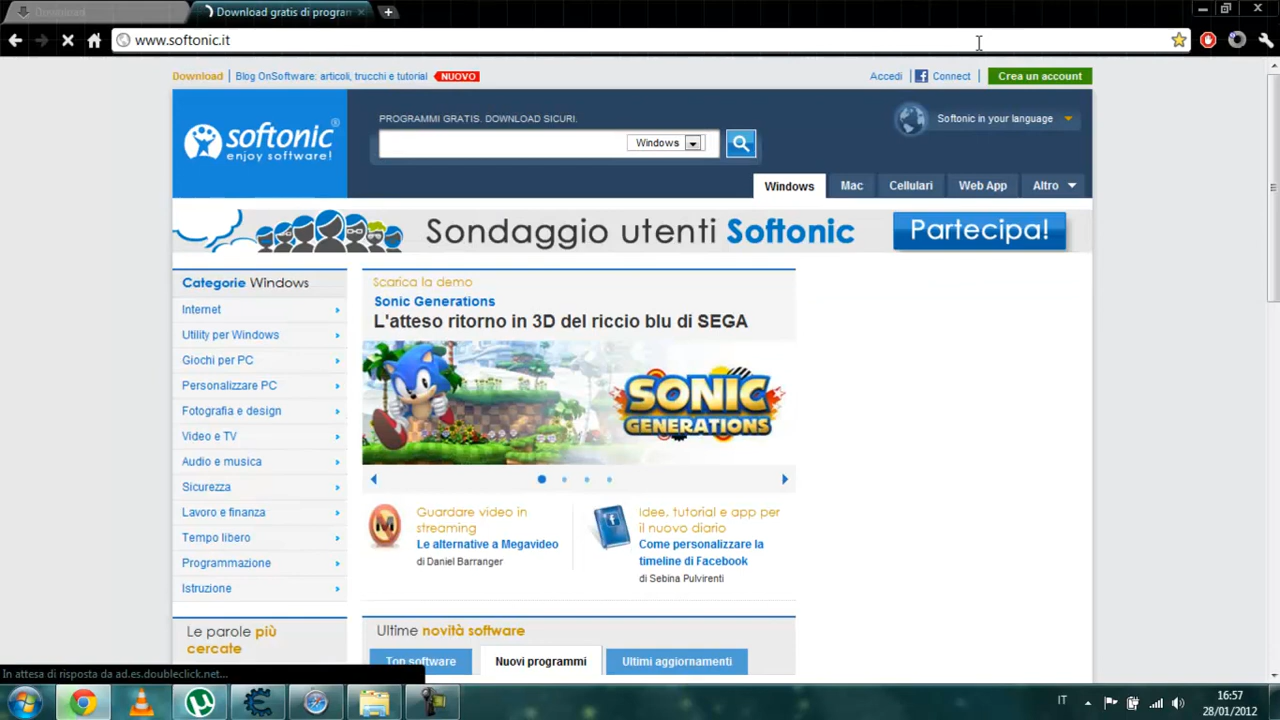 Download
Download gratis di progran
www.softonic.it
Download Blog OnSoftware: articoli, trucchi e tutorial NUOVO
Accedi Connect Crea un account
softonic®
enjoy software!
PROGRAMMI GRATIS. DOWNLOAD SICURI.
Windows
Softonic in your language
Windows Mac Cellulari Web App Altro
Sondaggio utenti Softonic Partecipa!
Categorie Windows
Internet
Utility per Windows
Giochi per PC
Personalizzare PC
Fotografia e design
Video e TV
Audio e musica
Sicurezza
Lavoro e finanza
Tempo libero
Programmazione
Istruzione
Le parole più
cercate
Scarica la demo
Sonic Generations
L'atteso ritorno in 3D del riccio blu di SEGA
SONIC
GENERATIONS
Guardare video in
streaming
Le alternative a Megavideo
di Daniel Barranger
Idee, tutorial e app per
il nuovo diario
Come personalizzare la
timeline di Facebook
di Sebina Pulvirenti
Ultime novità software
Top software Nuovi programmi Ultimi aggiornamenti
In attesa di risposta da ad.es.doubleclick.net...
IT
16:57
28/01/2012